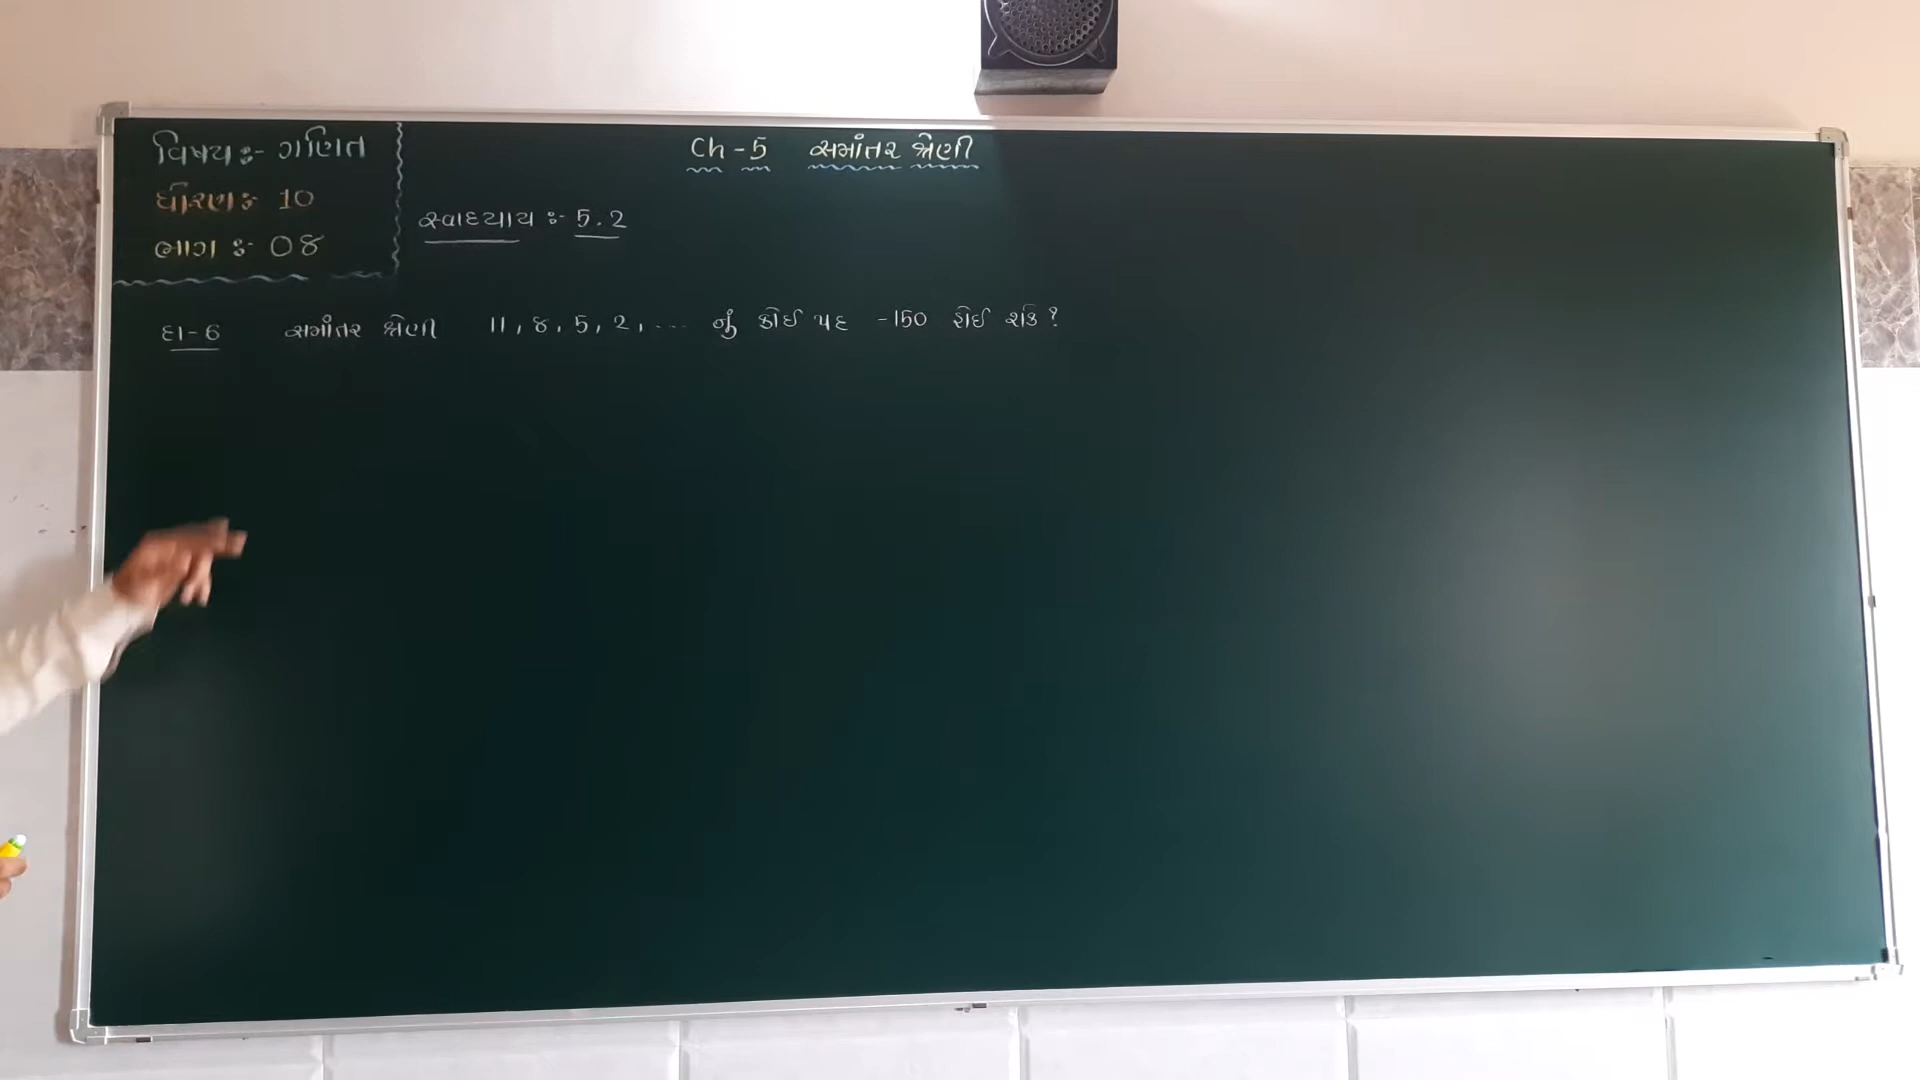 વિષય :- ગણિત
ધોરણ :- 10
ભાગ :- 08
Ch - 5 સમાંતર શ્રેણી
સ્વાધ્યાય :- 5.2
દા-6 સમાંતર શ્રેણી 11, 8, 5, 2, ... નું કોઈ પદ -150 હોઈ શકે?